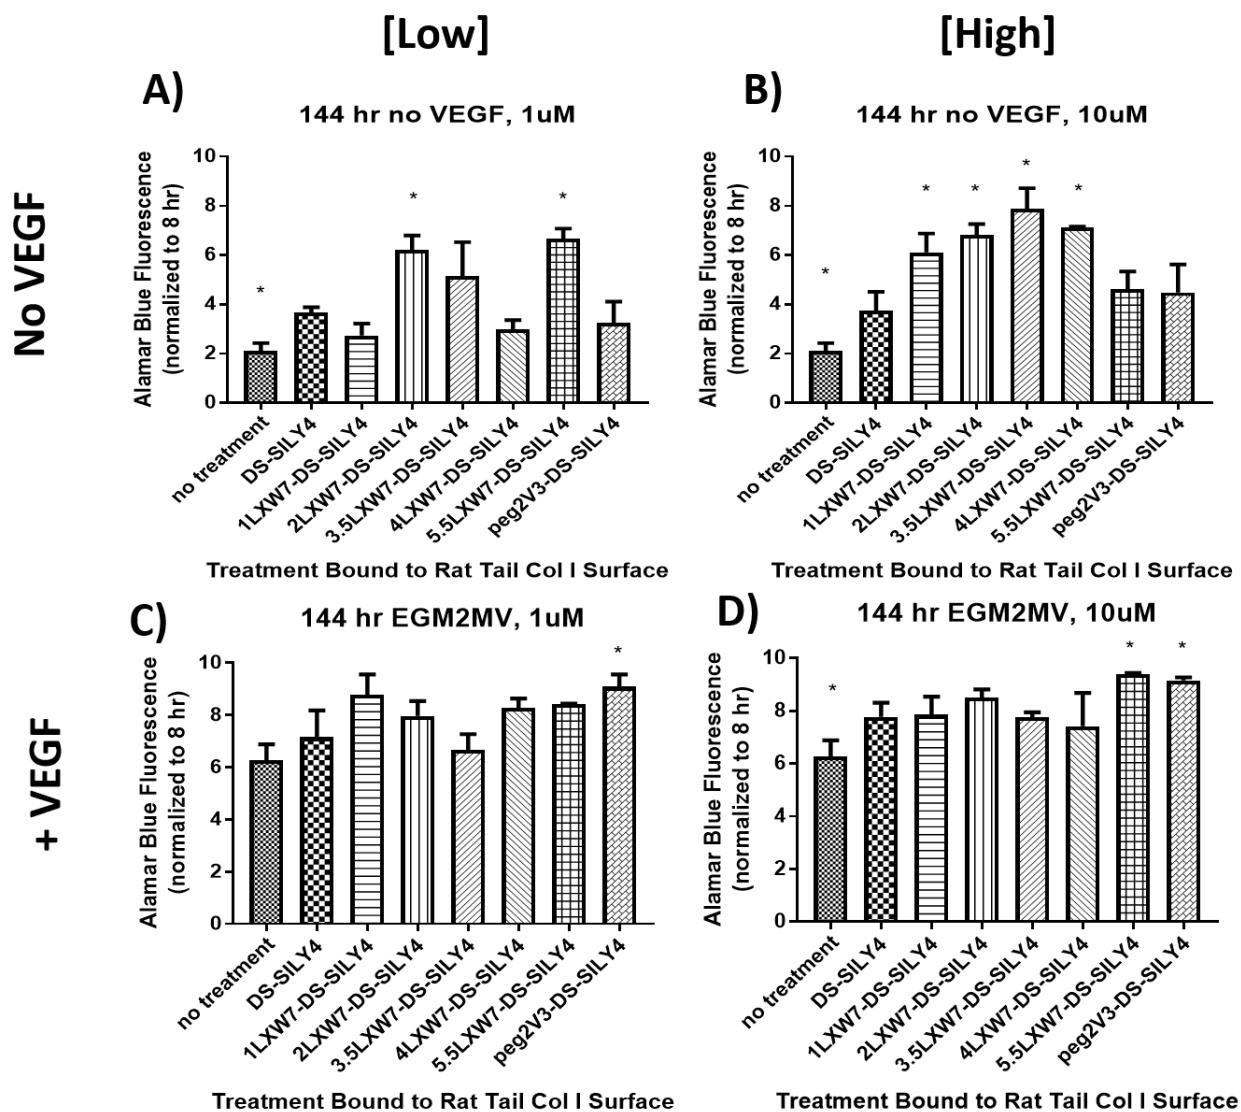 [Low]
[High]
No VEGF
+ VEGF
A)
144 hr no VEGF, 1uM
Alamar Blue Fluorescence
(normalized to 8 hr)
10
8
6
4
2
0
*
*
*
no treatment
DS-SILY4
1LXW7-DS-SILY4
2LXW7-DS-SILY4
3.5LXW7-DS-SILY4
4LXW7-DS-SILY4
5.5LXW7-DS-SILY4
peg2V3-DS-SILY4
Treatment Bound to Rat Tail Col I Surface
B)
144 hr no VEGF, 10uM
Alamar Blue Fluorescence
(normalized to 8 hr)
10
8
6
4
2
0
*
*
*
*
*
no treatment
DS-SILY4
1LXW7-DS-SILY4
2LXW7-DS-SILY4
3.5LXW7-DS-SILY4
4LXW7-DS-SILY4
5.5LXW7-DS-SILY4
peg2V3-DS-SILY4
Treatment Bound to Rat Tail Col I Surface
C)
144 hr EGM2MV, 1uM
Alamar Blue Fluorescence
(normalized to 8 hr)
10
8
6
4
2
0
*
no treatment
DS-SILY4
1LXW7-DS-SILY4
2LXW7-DS-SILY4
3.5LXW7-DS-SILY4
4LXW7-DS-SILY4
5.5LXW7-DS-SILY4
peg2V3-DS-SILY4
Treatment Bound to Rat Tail Col I Surface
D)
144 hr EGM2MV, 10uM
Alamar Blue Fluorescence
(normalized to 8 hr)
10
8
6
4
2
0
*
*
*
no treatment
DS-SILY4
1LXW7-DS-SILY4
2LXW7-DS-SILY4
3.5LXW7-DS-SILY4
4LXW7-DS-SILY4
5.5LXW7-DS-SILY4
peg2V3-DS-SILY4
Treatment Bound to Rat Tail Col I Surface